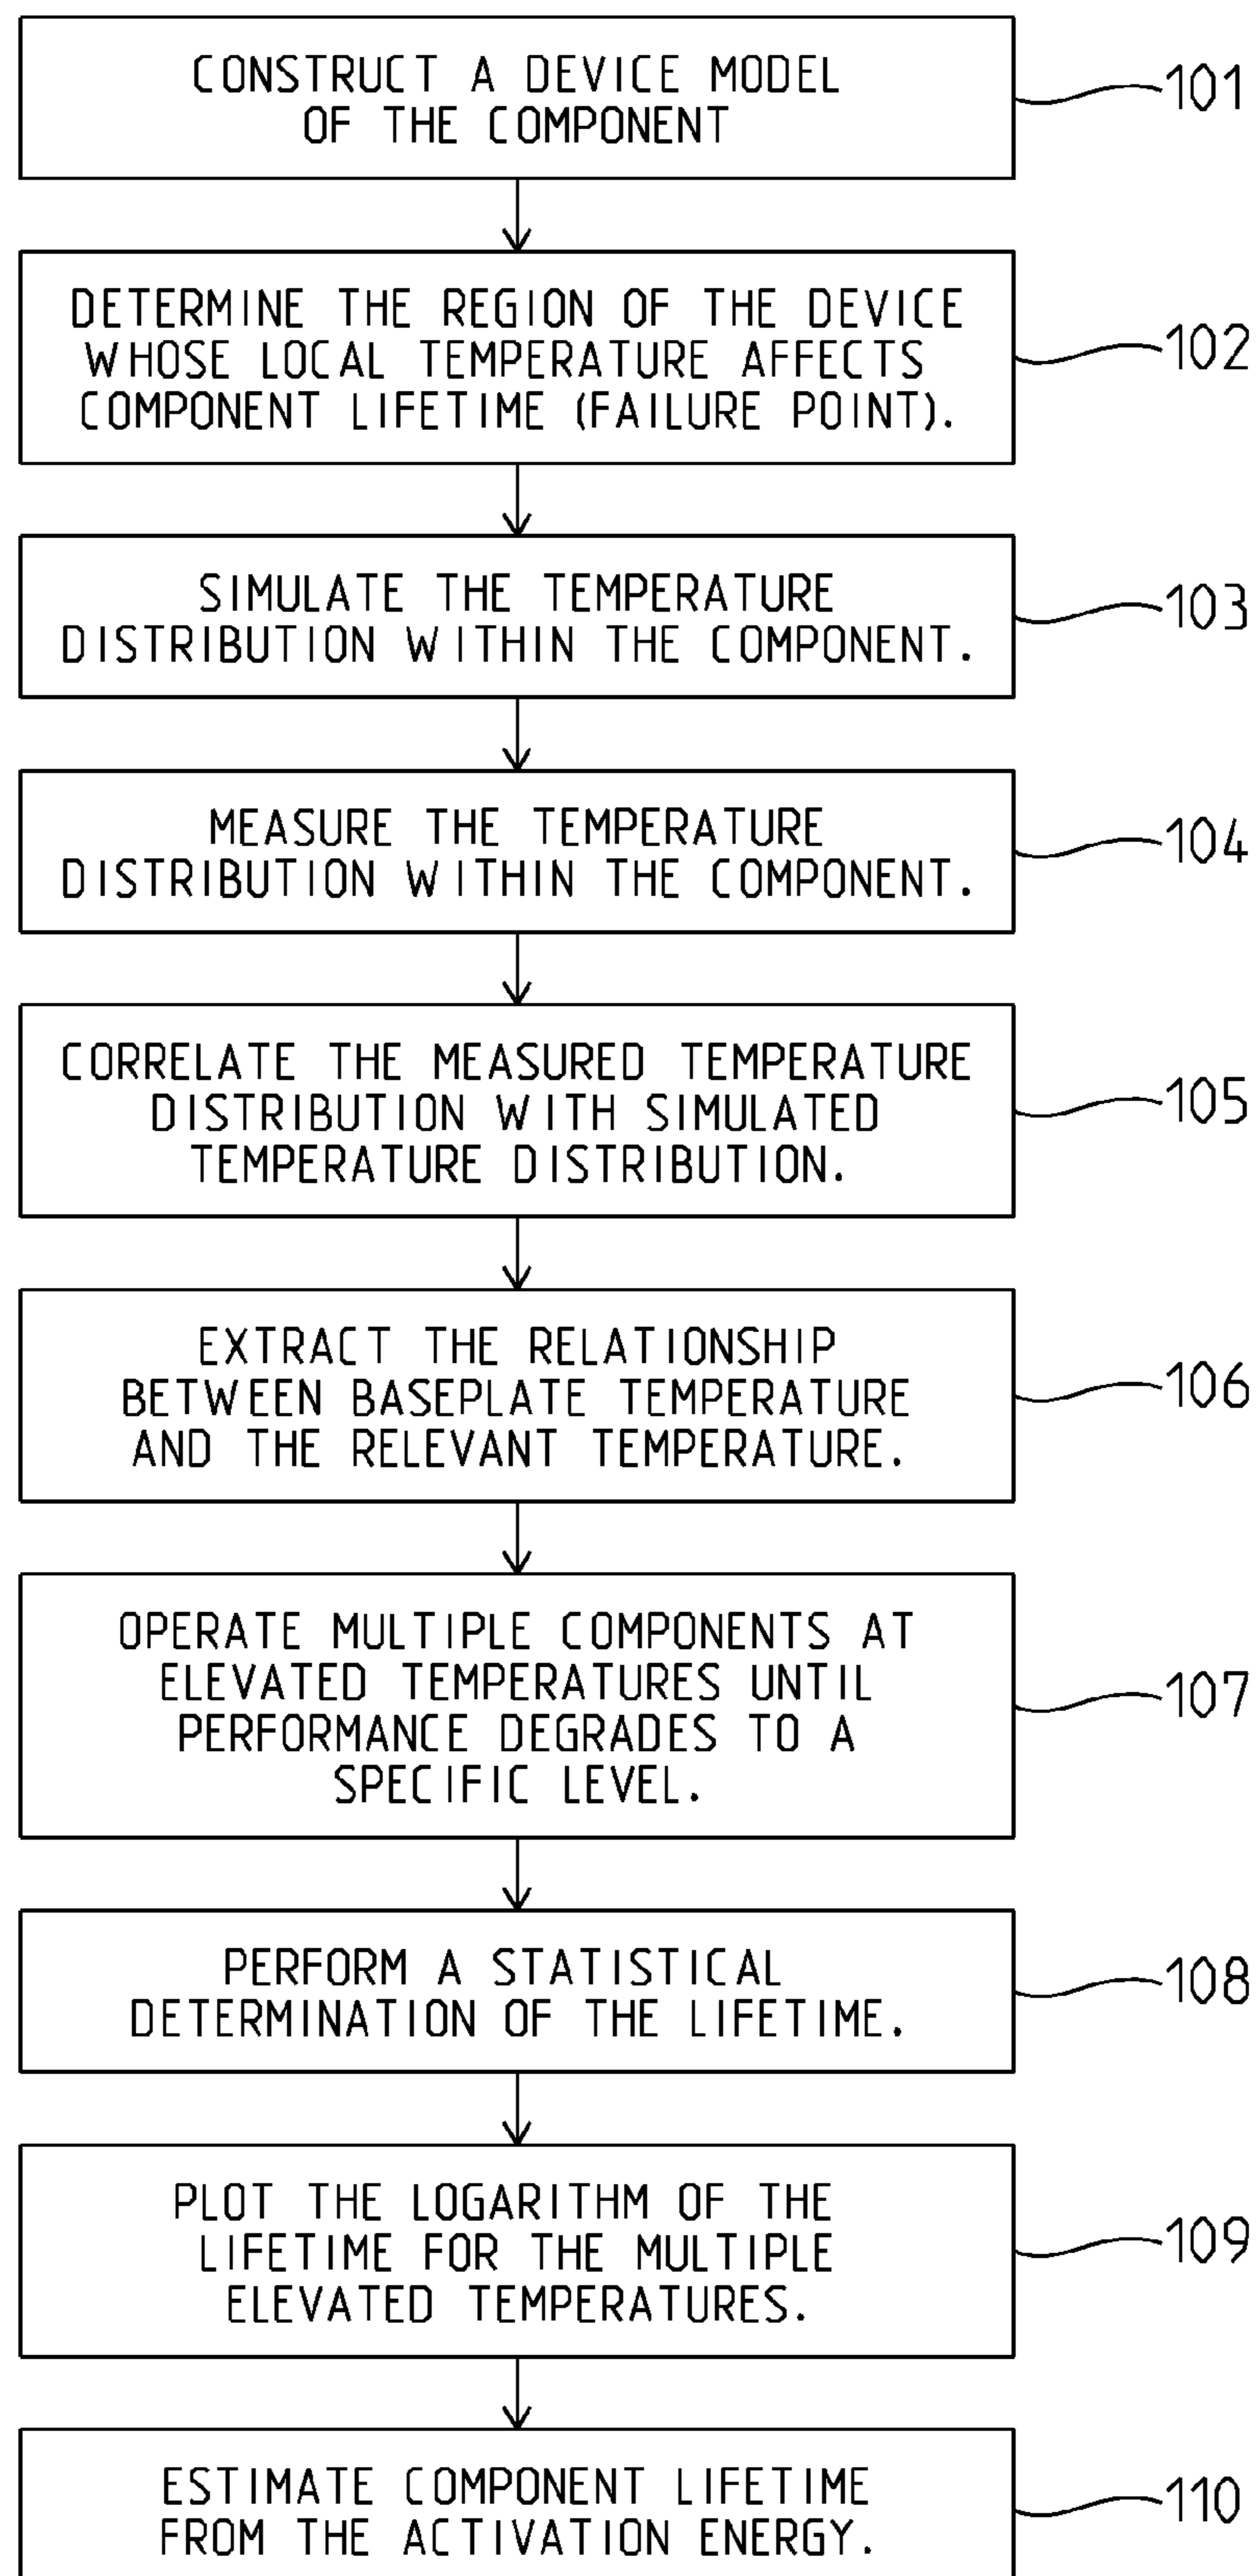 CONSTRUCT A DEVICE MODEL
OF THE COMPONENT
101
DETERMINE THE REGION OF THE DEVICE
WHOSE LOCAL TEMPERATURE AFFECTS
COMPONENT LIFETIME (FAILURE POINT).
102
SIMULATE THE TEMPERATURE
DISTRIBUTION WITHIN THE COMPONENT.
103
MEASURE THE TEMPERATURE
DISTRIBUTION WITHIN THE COMPONENT.
104
CORRELATE THE MEASURED TEMPERATURE
DISTRIBUTION WITH SIMULATED
TEMPERATURE DISTRIBUTION.
105
EXTRACT THE RELATIONSHIP
BETWEEN BASEPLATE TEMPERATURE
AND THE RELEVANT TEMPERATURE.
106
OPERATE MULTIPLE COMPONENTS AT
ELEVATED TEMPERATURES UNTIL
PERFORMANCE DEGRADES TO A
SPECIFIC LEVEL.
107
PERFORM A STATISTICAL
DETERMINATION OF THE LIFETIME.
108
PLOT THE LOGARITHM OF THE
LIFETIME FOR THE MULTIPLE
ELEVATED TEMPERATURES.
109
ESTIMATE COMPONENT LIFETIME
FROM THE ACTIVATION ENERGY.
110